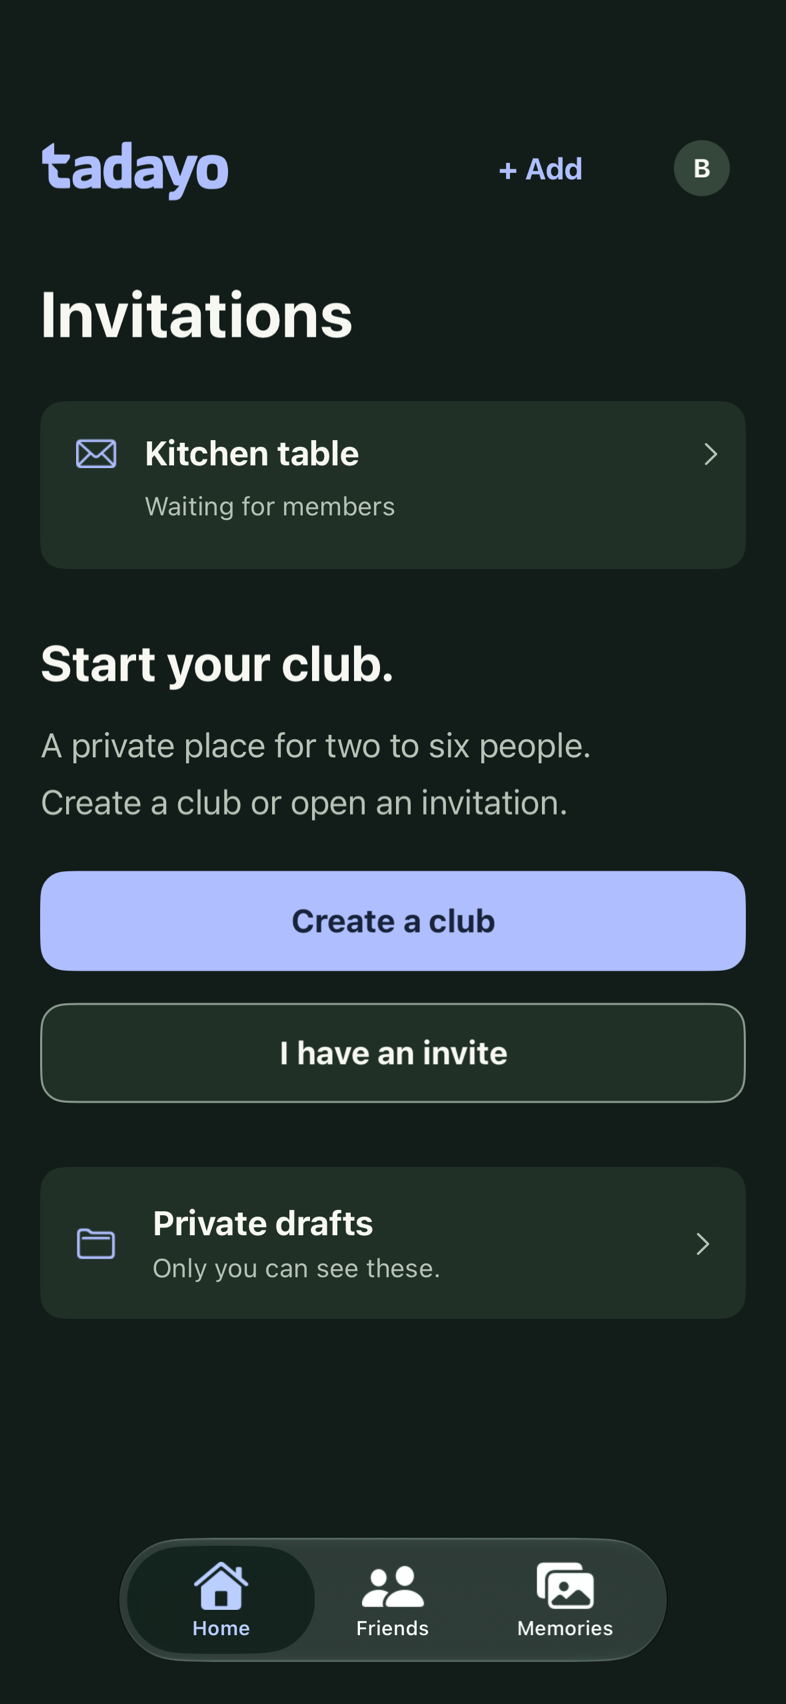 tadayo
+ Add
B
Invitations
Kitchen table
Waiting for members
Start your club.
A private place for two to six people.
Create a club or open an invitation.
Create a club
I have an invite
Private drafts
Only you can see these.
Home
Friends
Memories